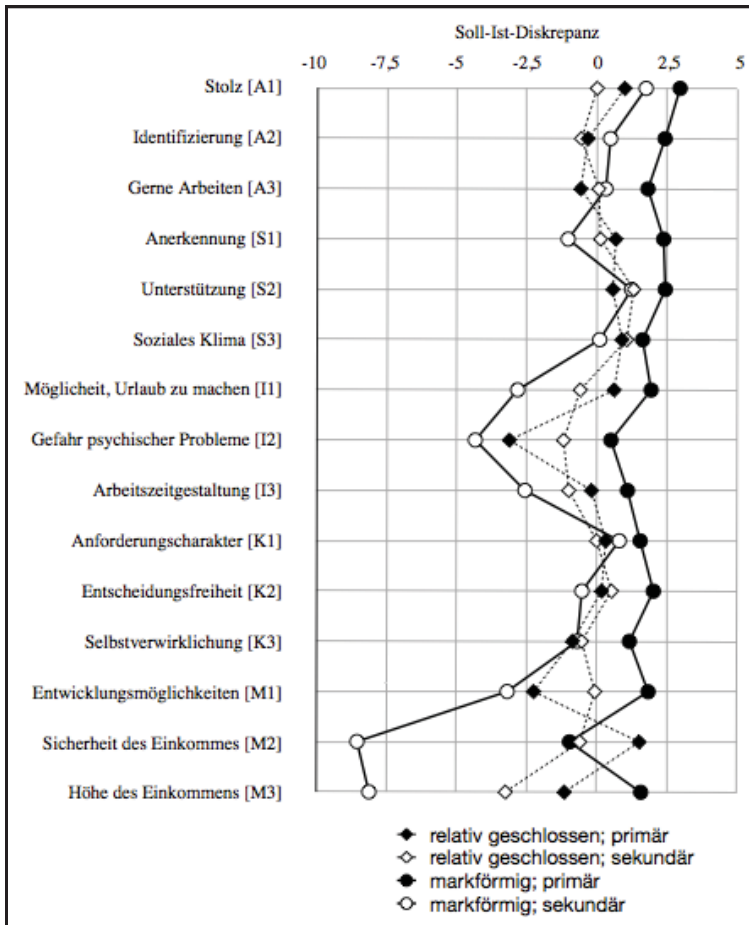 Soll-Ist-Diskrepanz
-10 -7,5 -5 -2,5 0 2,5 5
Stolz [A1]
Identifizierung [A2]
Gerne Arbeiten [A3]
Anerkennung [S1]
Unterstützung [S2]
Soziales Klima [S3]
Möglicheit, Urlaub zu machen [I1]
Gefahr psychischer Probleme [I2]
Arbeitszeitgestaltung [I3]
Anforderungscharakter [K1]
Entscheidungsfreiheit [K2]
Selbstverwirklichung [K3]
Entwicklungsmöglichkeiten [M1]
Sicherheit des Einkommes [M2]
Höhe des Einkommens [M3]
relativ geschlossen; primär
relativ geschlossen; sekundär
markförmig; primär
markförmig; sekundär